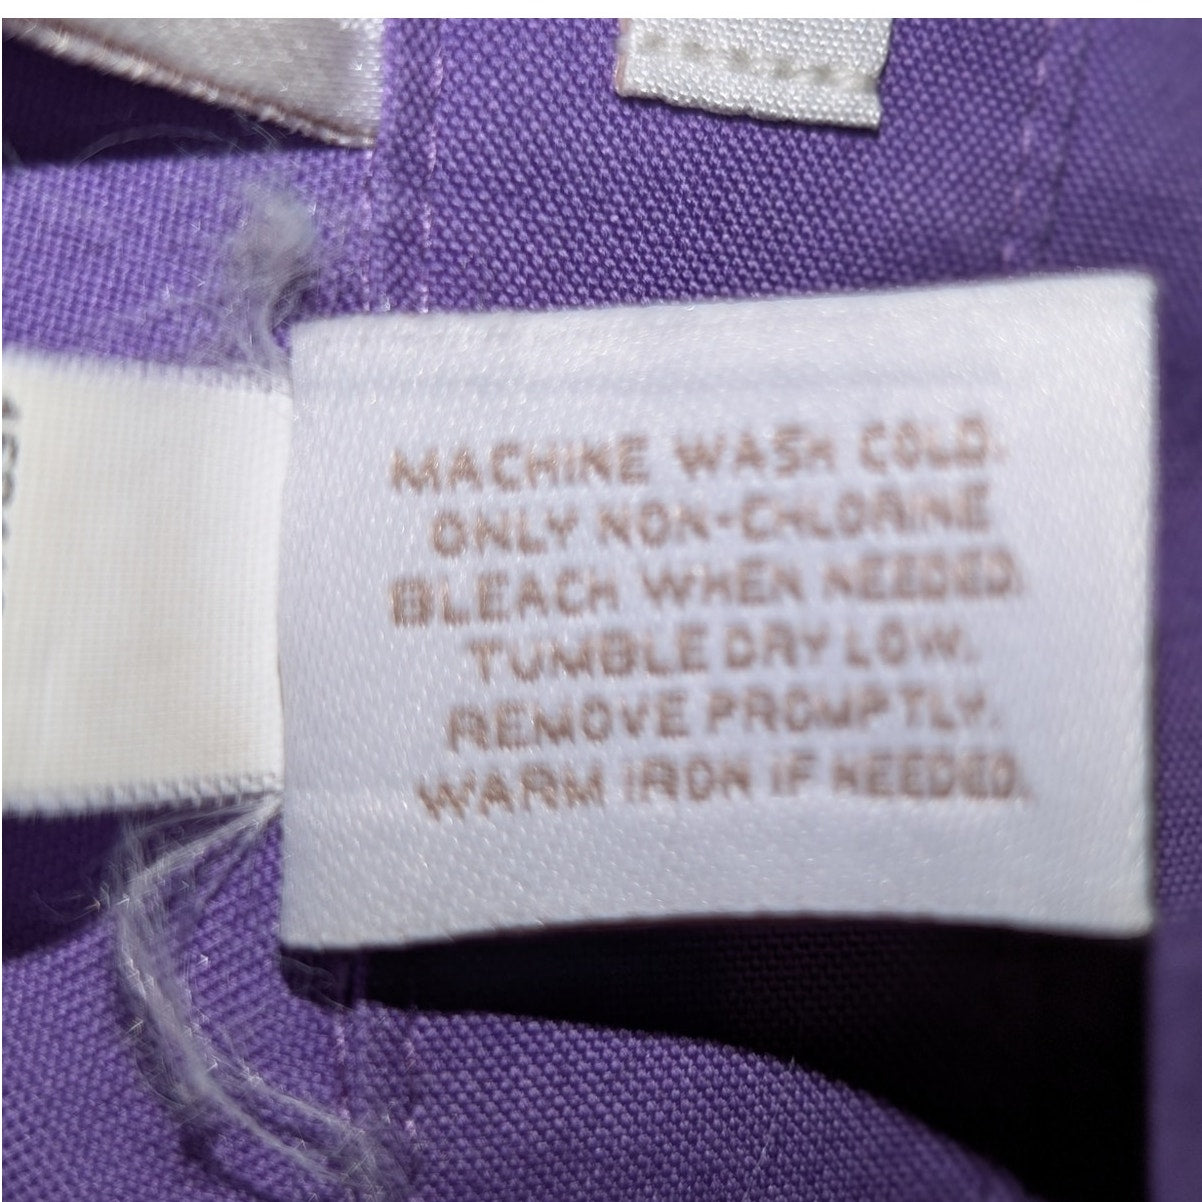 MACHINE WASH COLD.
ONLY NON-CHLORINE
BLEACH WHEN NEEDED.
TUMBLE DRY LOW.
REMOVE PROMPTLY.
WARM IRON IF NEEDED.